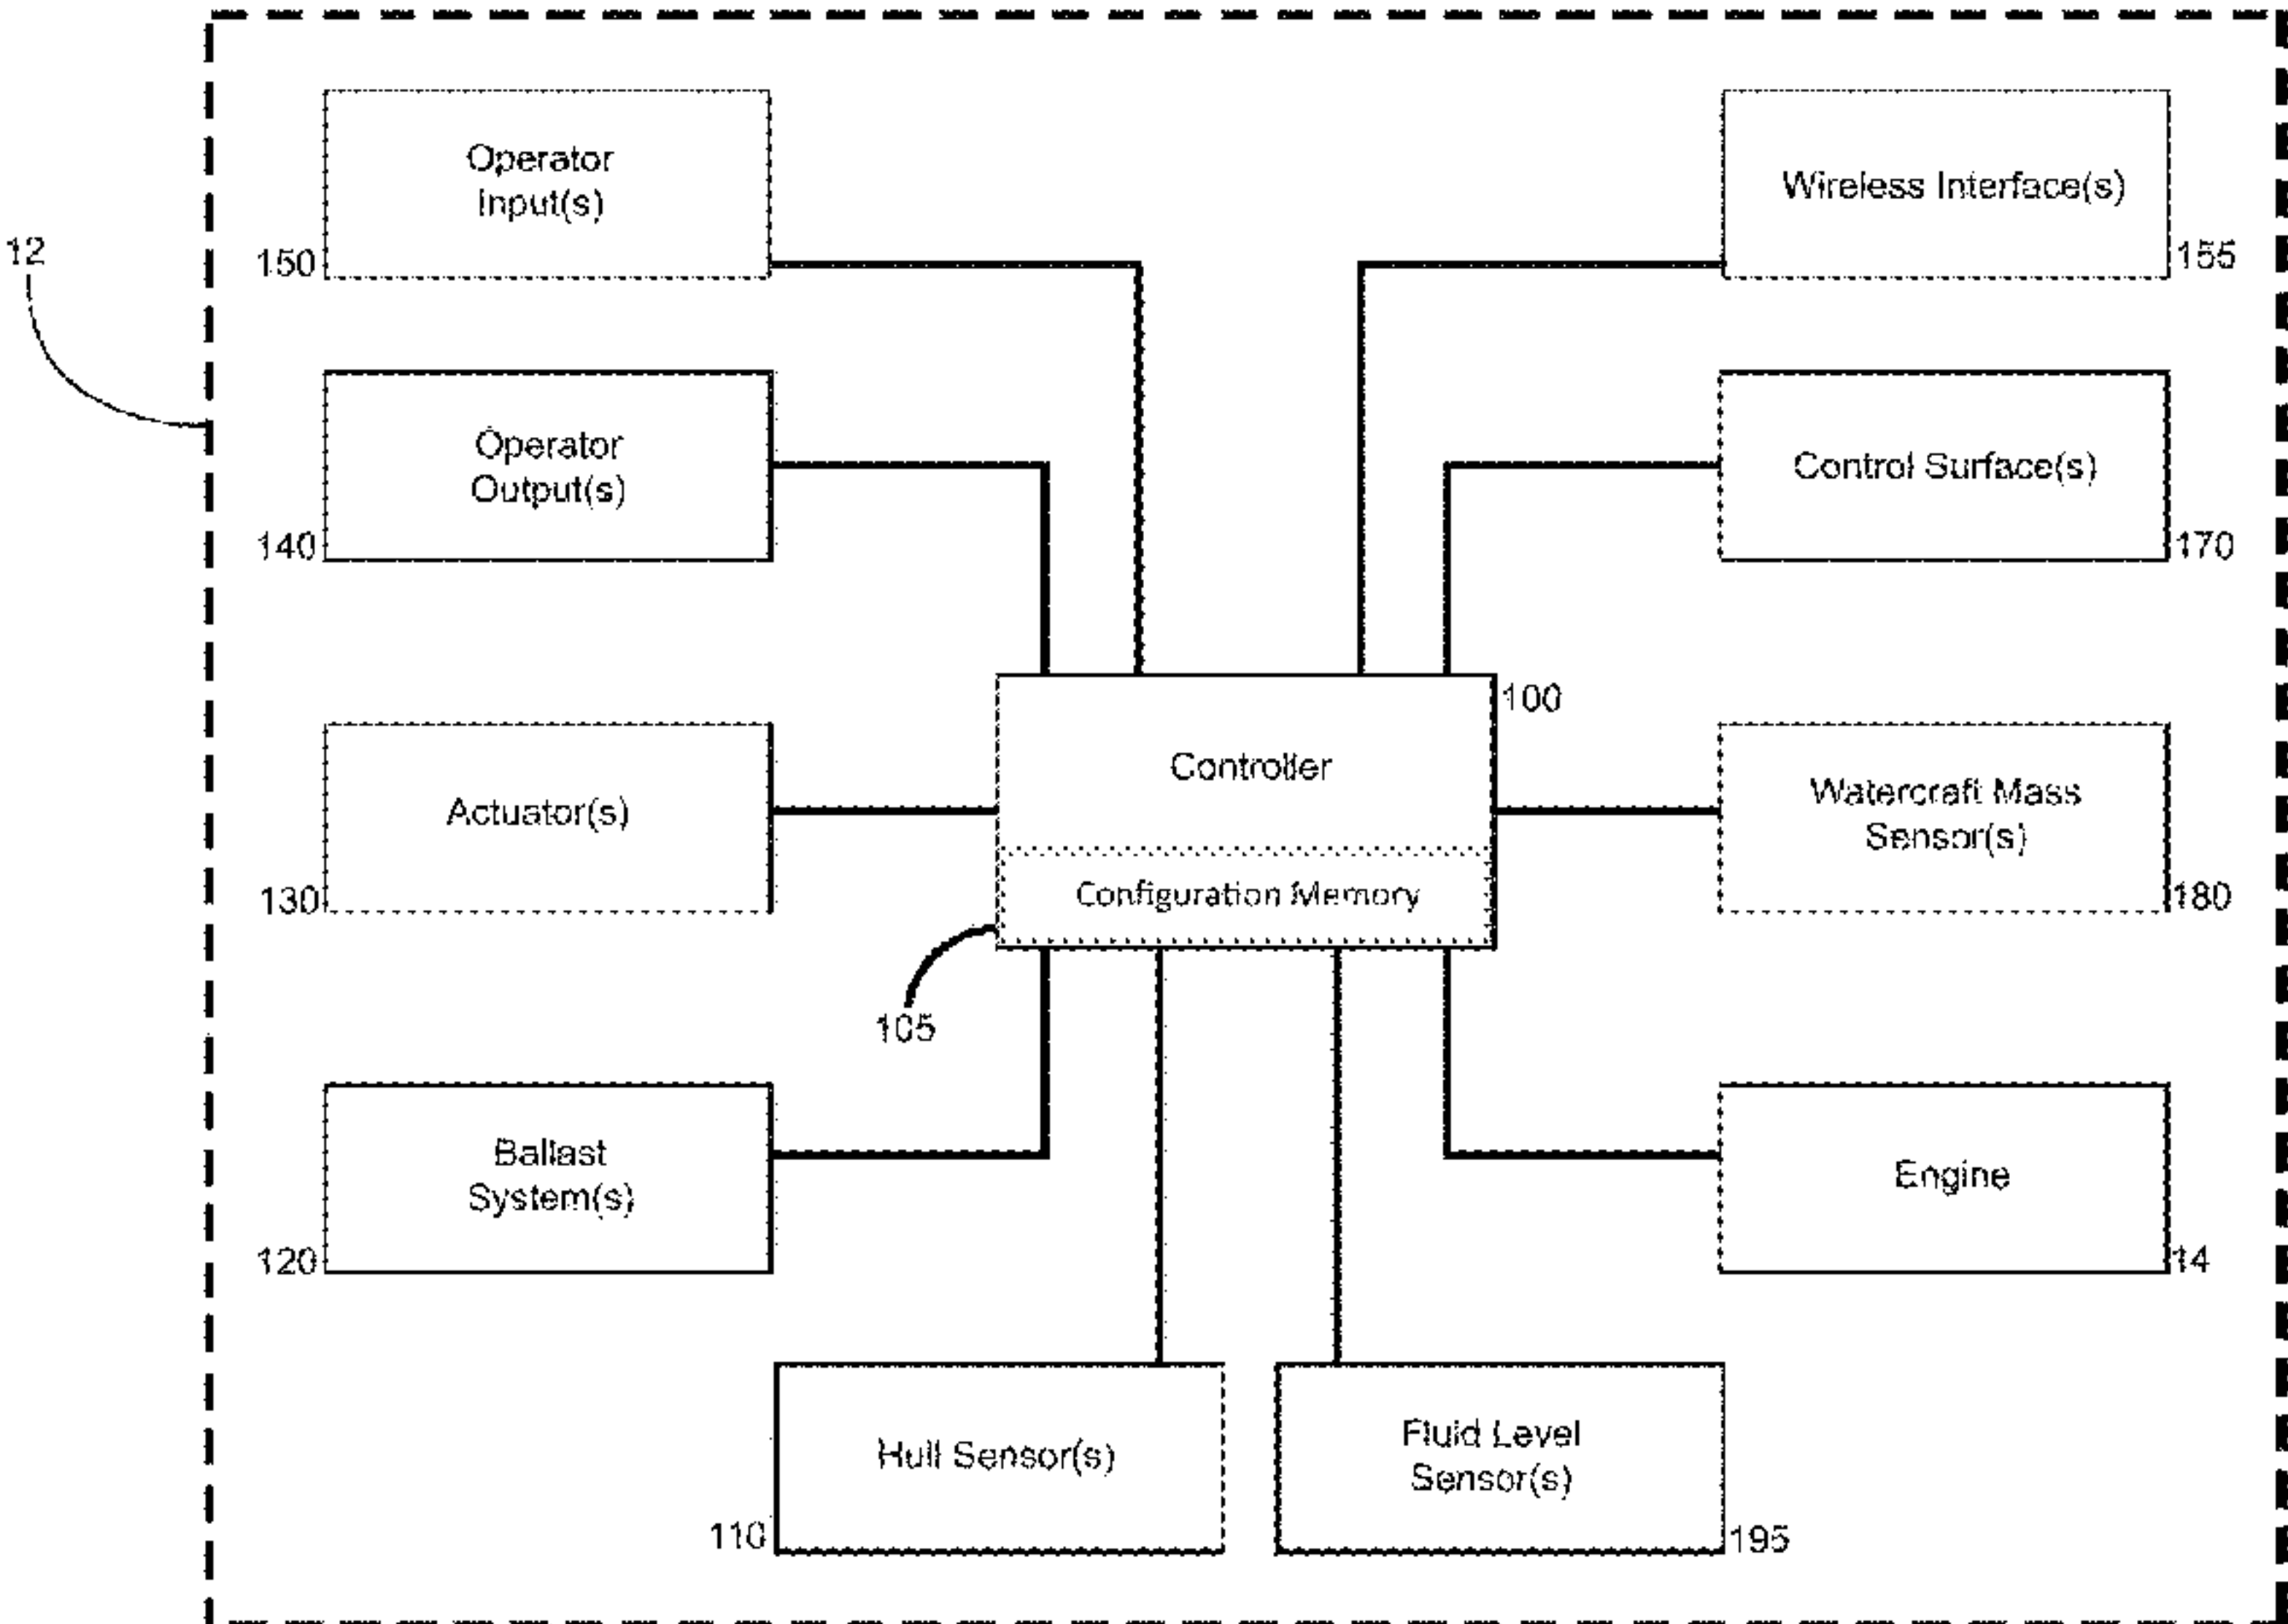 12
Operator
Input(s)
150
Wireless Interface(s)
155
Operator
Output(s)
140
Control Surface(s)
170
100
Controller
Configuration Memory
105
Actuator(s)
130
Watercraft Mass
Sensor(s)
180
Ballast
System(s)
120
Engine
14
Hull Sensor(s)
110
Fluid Level
Sensor(s)
195